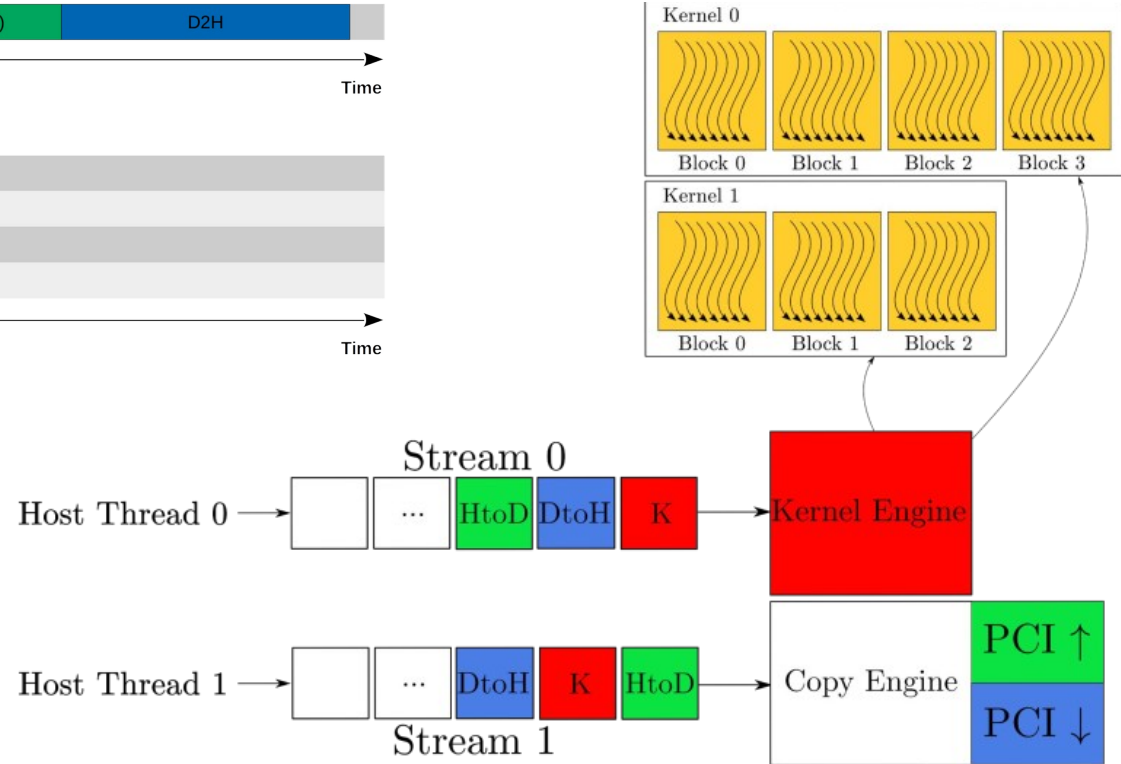 )
D2H
Time
Time
Kernel 0
Block 0 Block 1 Block 2 Block 3
Kernel 1
Block 0 Block 1 Block 2
Stream 0
Host Thread 0 ... HtoD DtoH K Kernel Engine
Host Thread 1 ... DtoH K HtoD Copy Engine
PCI ↑
PCI ↓
Stream 1